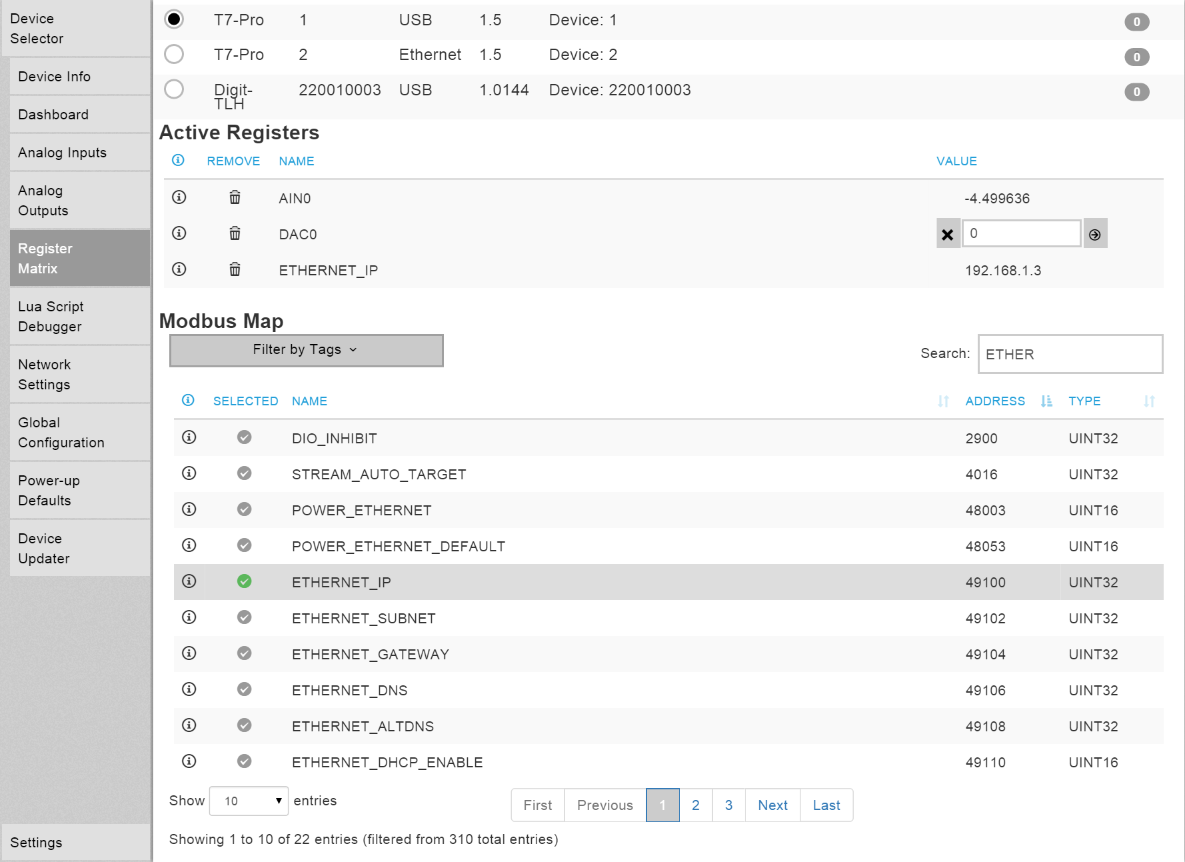 Device
Selector
Device Info
Dashboard
Analog Inputs
Analog
Outputs
Register
Matrix
Lua Script
Debugger
Network
Settings
Global
Configuration
Power-up
Defaults
Device
Updater
Settings
T7-Pro 1 USB 1.5 Device: 1 0
T7-Pro 2 Ethernet 1.5 Device: 2 0
Digit-
TLH 220010003 USB 1.0144 Device: 220010003 0
Active Registers
REMOVE NAME VALUE
AIN0 -4.499636
DAC0 0
ETHERNET_IP 192.168.1.3
Modbus Map
Filter by Tags
Search: ETHER
SELECTED NAME ADDRESS TYPE
DIO_INHIBIT 2900 UINT32
STREAM_AUTO_TARGET 4016 UINT32
POWER_ETHERNET 48003 UINT16
POWER_ETHERNET_DEFAULT 48053 UINT16
ETHERNET_IP 49100 UINT32
ETHERNET_SUBNET 49102 UINT32
ETHERNET_GATEWAY 49104 UINT32
ETHERNET_DNS 49106 UINT32
ETHERNET_ALTDNS 49108 UINT32
ETHERNET_DHCP_ENABLE 49110 UINT16
Show 10 entries
First Previous 1 2 3 Next Last
Showing 1 to 10 of 22 entries (filtered from 310 total entries)